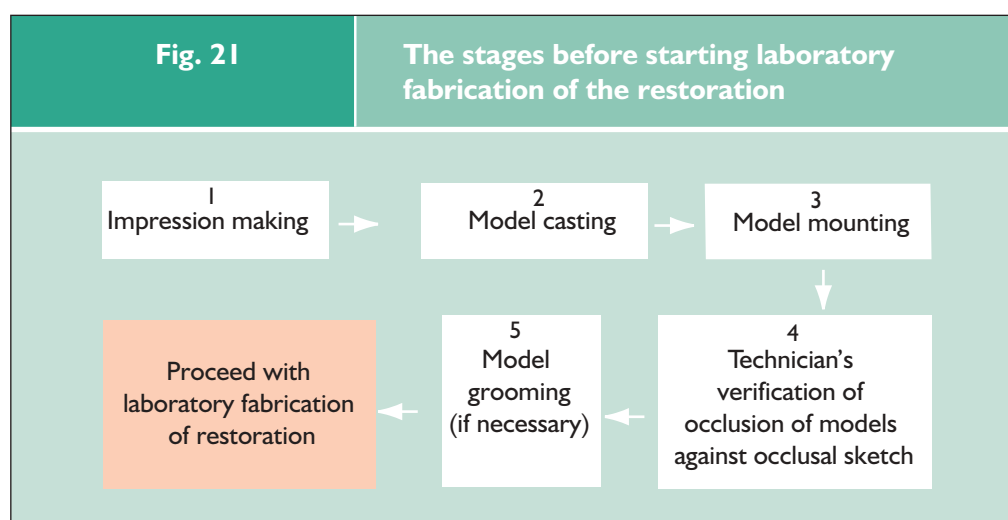 Fig. 21
The stages before starting laboratory
fabrication of the restoration
1
Impression making
2
Model casting
3
Model mounting
4
Technician’s
verification of
occlusion of models
against occlusal sketch
5
Model
grooming
(if necessary)
Proceed with
laboratory fabrication
of restoration